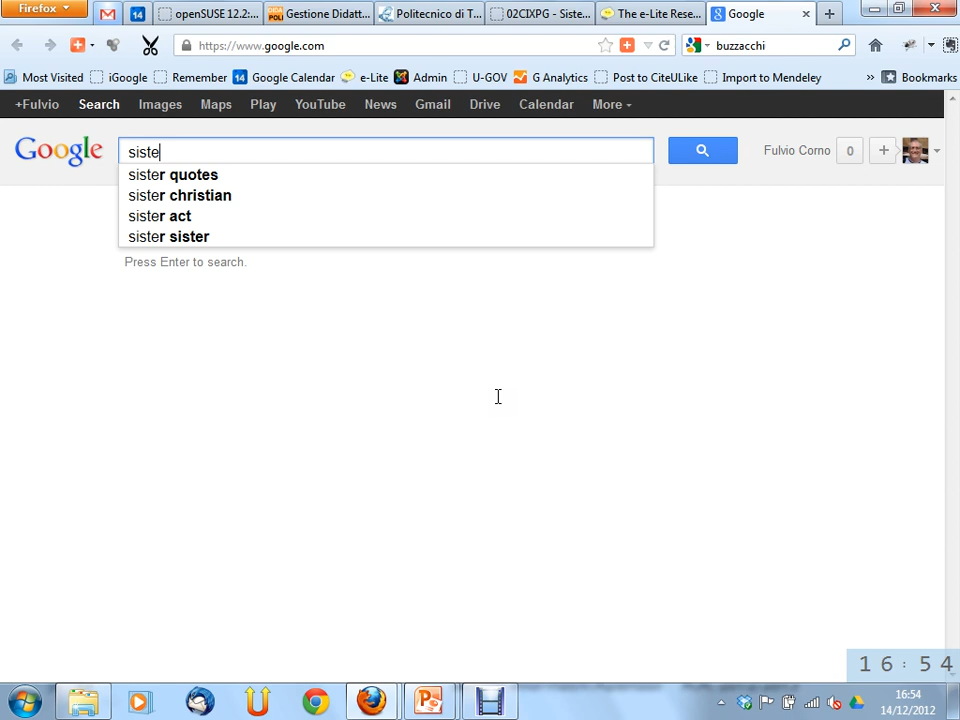 Firefox
openSUSE 12.2:...
Gestione Didatt...
Politecnico di T...
02CIXPG - Siste...
The e-Lite Rese...
Google
https://www.google.com
buzzacchi
Most Visited iGoogle Remember 14 Google Calendar e-Lite Admin U-GOV G Analytics Post to CiteULike Import to Mendeley » Bookmarks
+Fulvio Search Images Maps Play YouTube News Gmail Drive Calendar More
Google siste Fulvio Corno 0 +
sister quotes
sister christian
sister act
sister sister
Press Enter to search.
16:54
16:54
14/12/2012